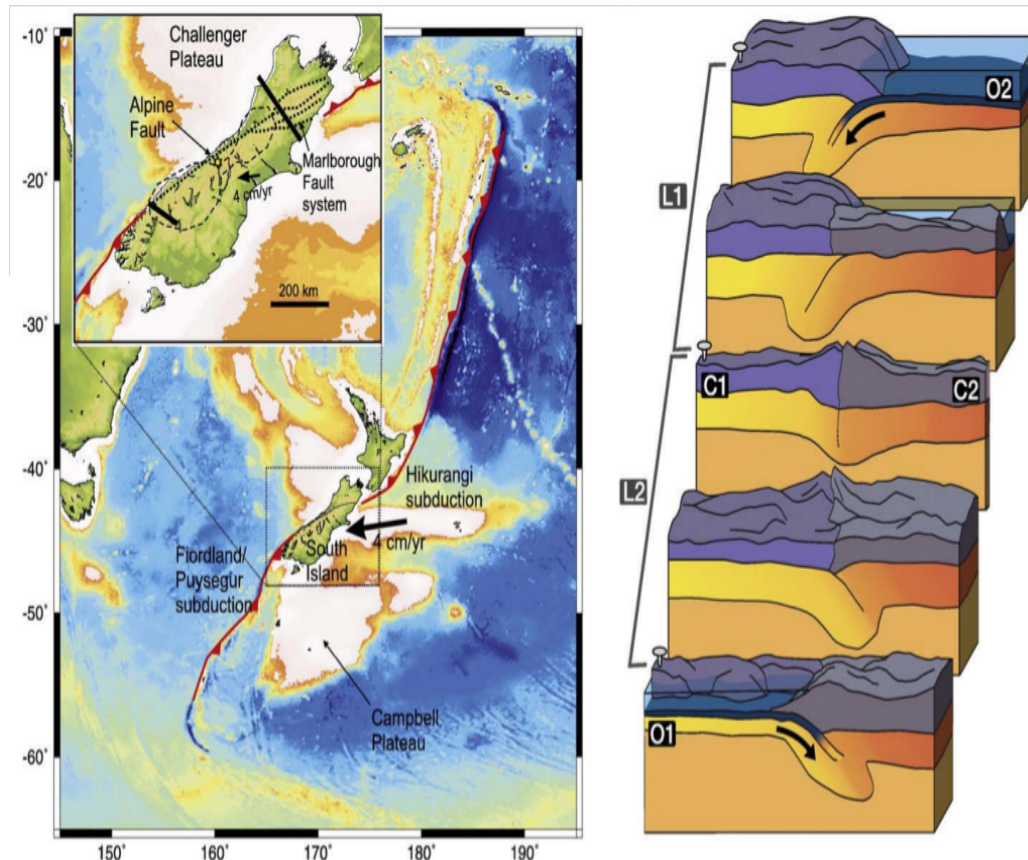 -10°
-20°
-30°
-40°
-50°
-60°
150°
160°
170°
180°
190°
Challenger
Plateau
Alpine
Fault
Marlborough
Fault
system
4 cm/yr
200 km
Hikurangi
subduction
4 cm/yr
South
Island
Fiordland/
Puysegur
subduction
Campbell
Plateau
L1
L2
O2
C1
C2
O1